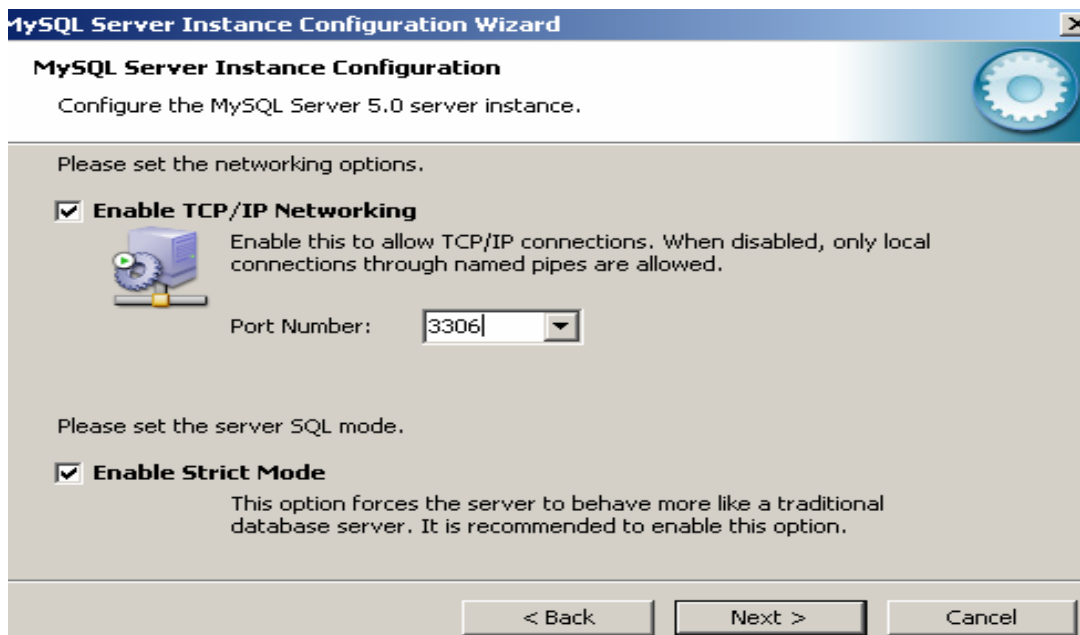 MySQL Server Instance Configuration Wizard
MySQL Server Instance Configuration
Configure the MySQL Server 5.0 server instance.
Please set the networking options.
Enable TCP/IP Networking
Enable this to allow TCP/IP connections. When disabled, only local
connections through named pipes are allowed.
Port Number: 3306
Please set the server SQL mode.
Enable Strict Mode
This option forces the server to behave more like a traditional
database server. It is recommended to enable this option.
< Back Next > Cancel